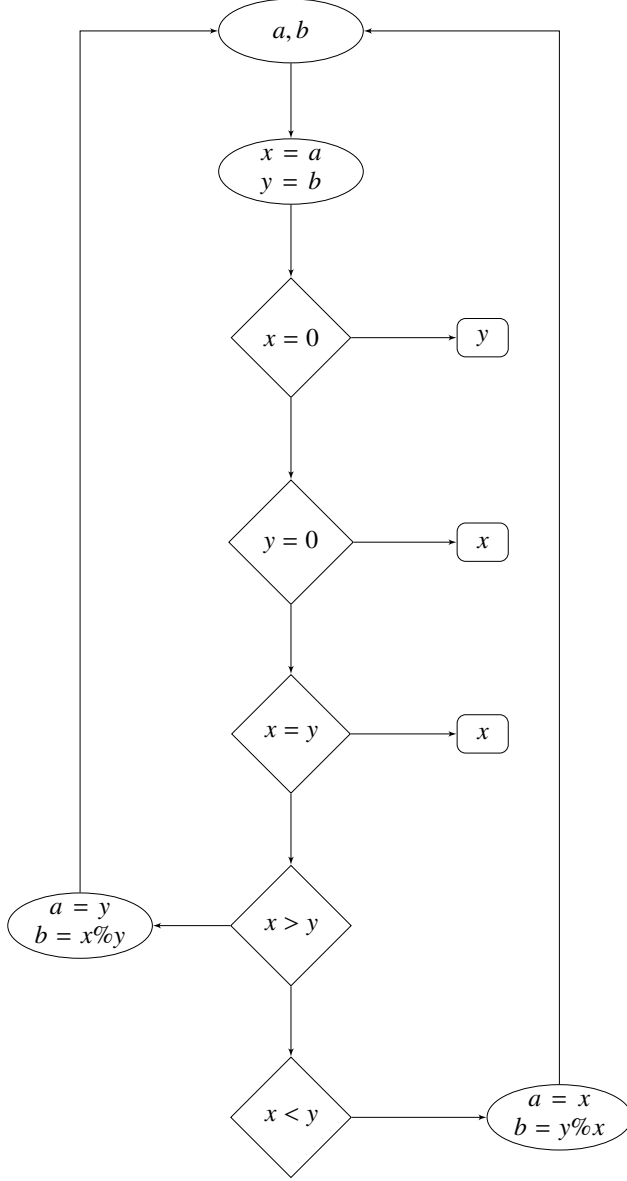 a, b
x = a
y = b
x = 0
y
y = 0
x
x = y
x
x > y
a = y
b = x%y
x < y
a = x
b = y%x